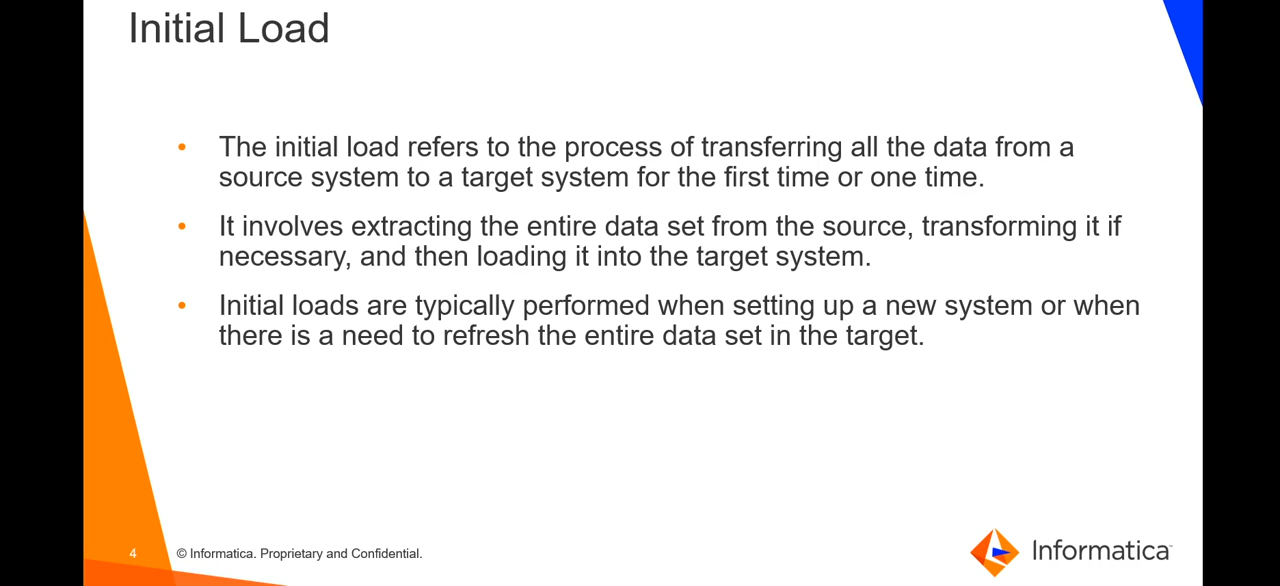 Initial Load
• The initial load refers to the process of transferring all the data from a
source system to a target system for the first time or one time.
• It involves extracting the entire data set from the source, transforming it if
necessary, and then loading it into the target system.
• Initial loads are typically performed when setting up a new system or when
there is a need to refresh the entire data set in the target.
4 © Informatica. Proprietary and Confidential.
Informatica™